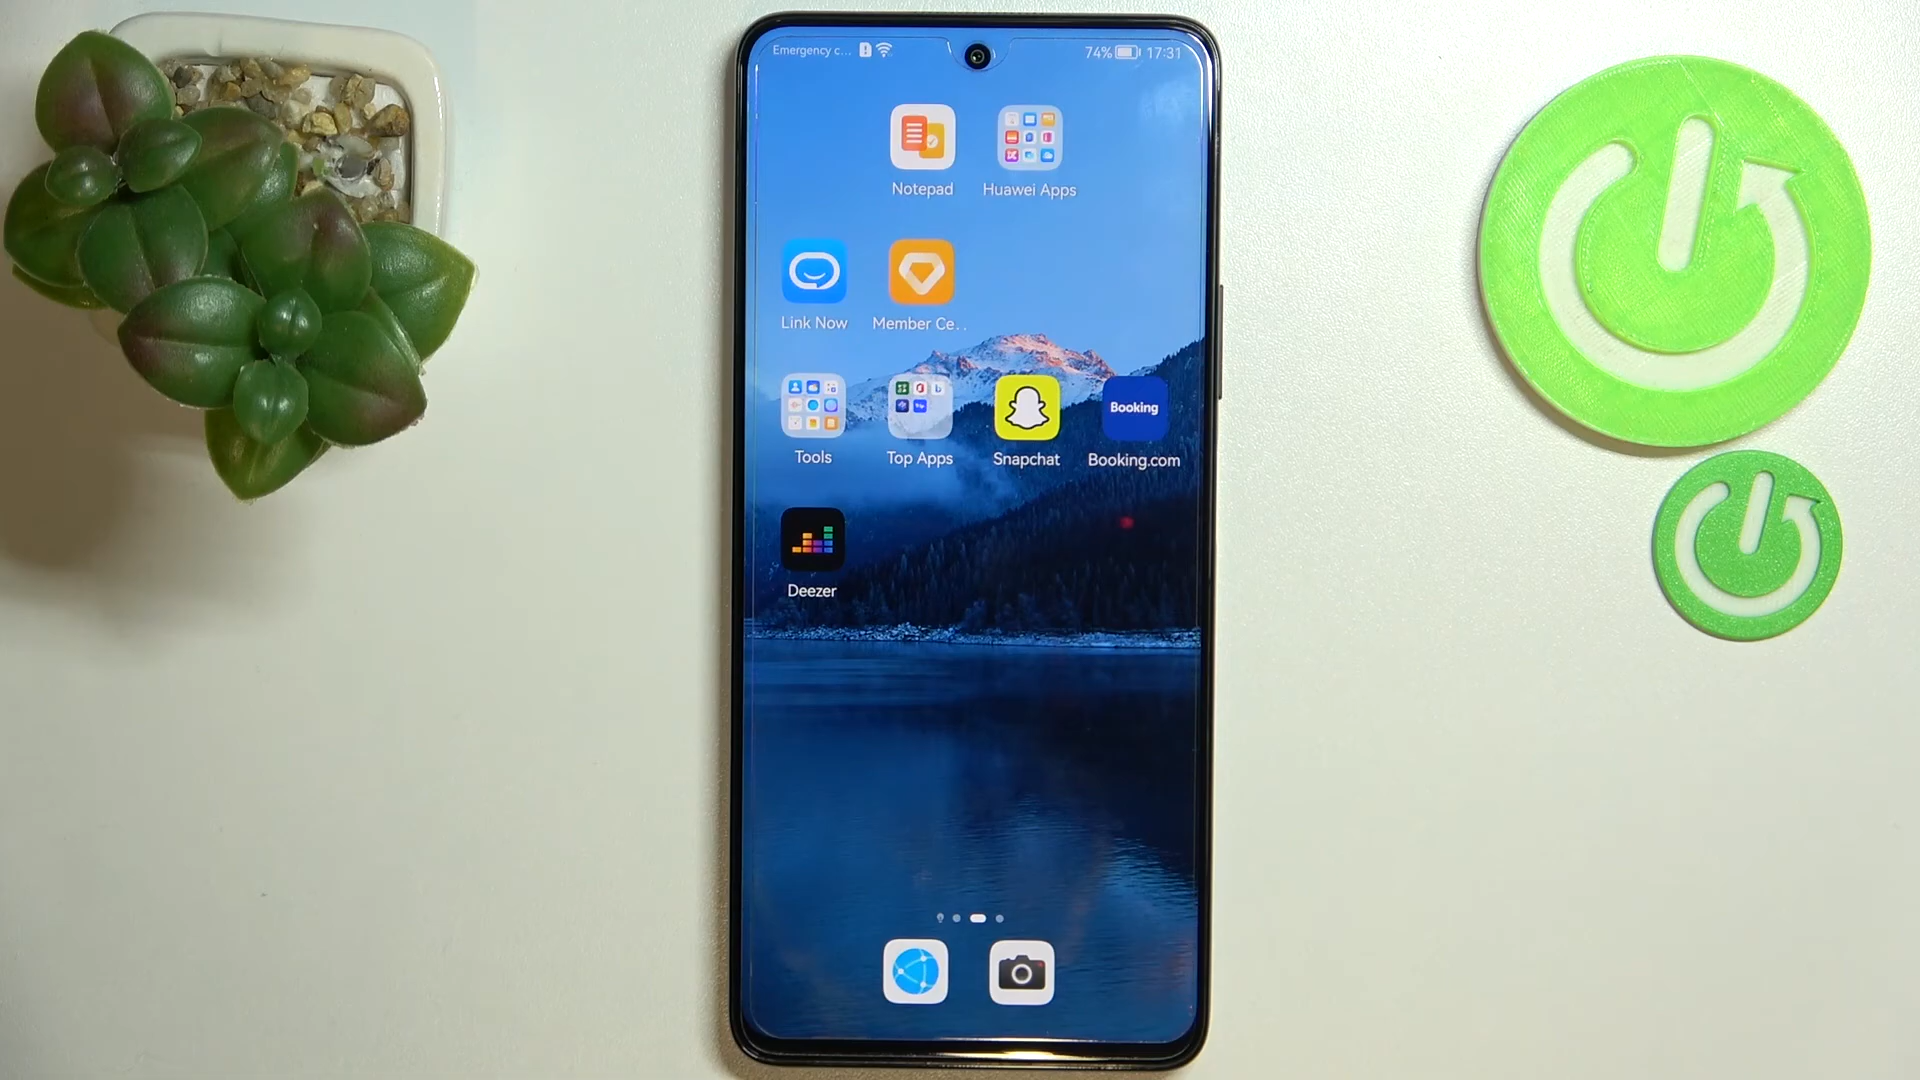 Emergency c... 74% 17:31
Notepad Huawei Apps
Link Now Member Ce...
Booking
Tools Top Apps Snapchat Booking.com
Deezer